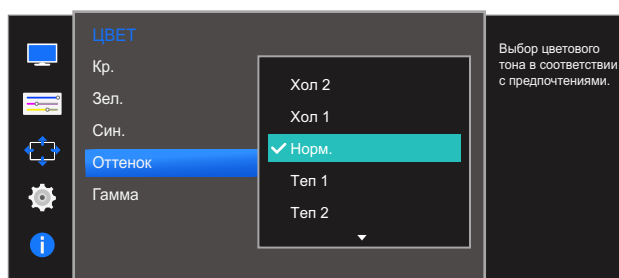 ЦВЕТ
Кр.
Зел.
Син.
Оттенок
Гамма
Хол 2
Хол 1
Норм.
Теп 1
Теп 2
Выбор цветового
тона в соответствии
с предпочтениями.